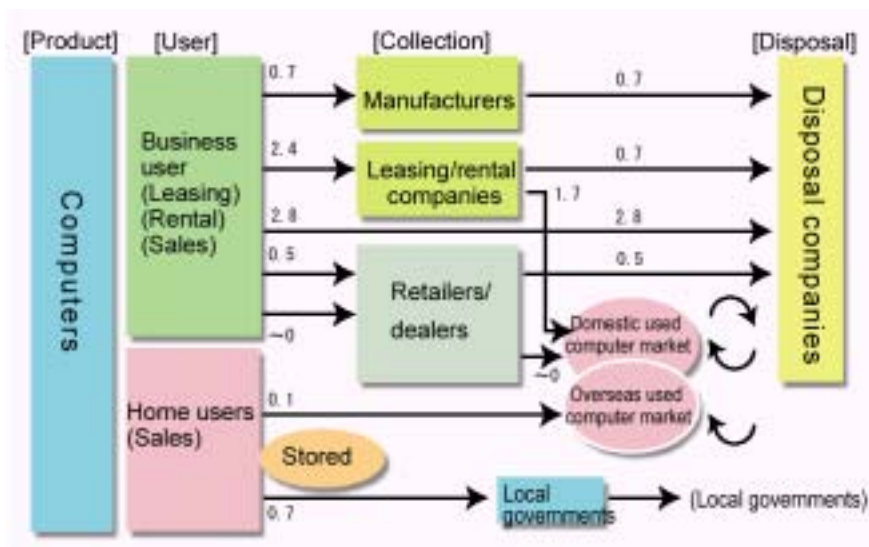 [Product] [User] [Collection] [Disposal]
Computers
Business
user
(Leasing)
(Rental)
(Sales)
0.7
2.4
2.8
0.5
~0
Manufacturers
Leasing/rental
companies
Retailers/
dealers
0.7
0.7
1.7
2.8
0.5
~0
Domestic used
computer market
Overseas used
computer market
Disposal companies
Home users
(Sales)
0.1
Stored
0.7
Local
governments
(Local governments)